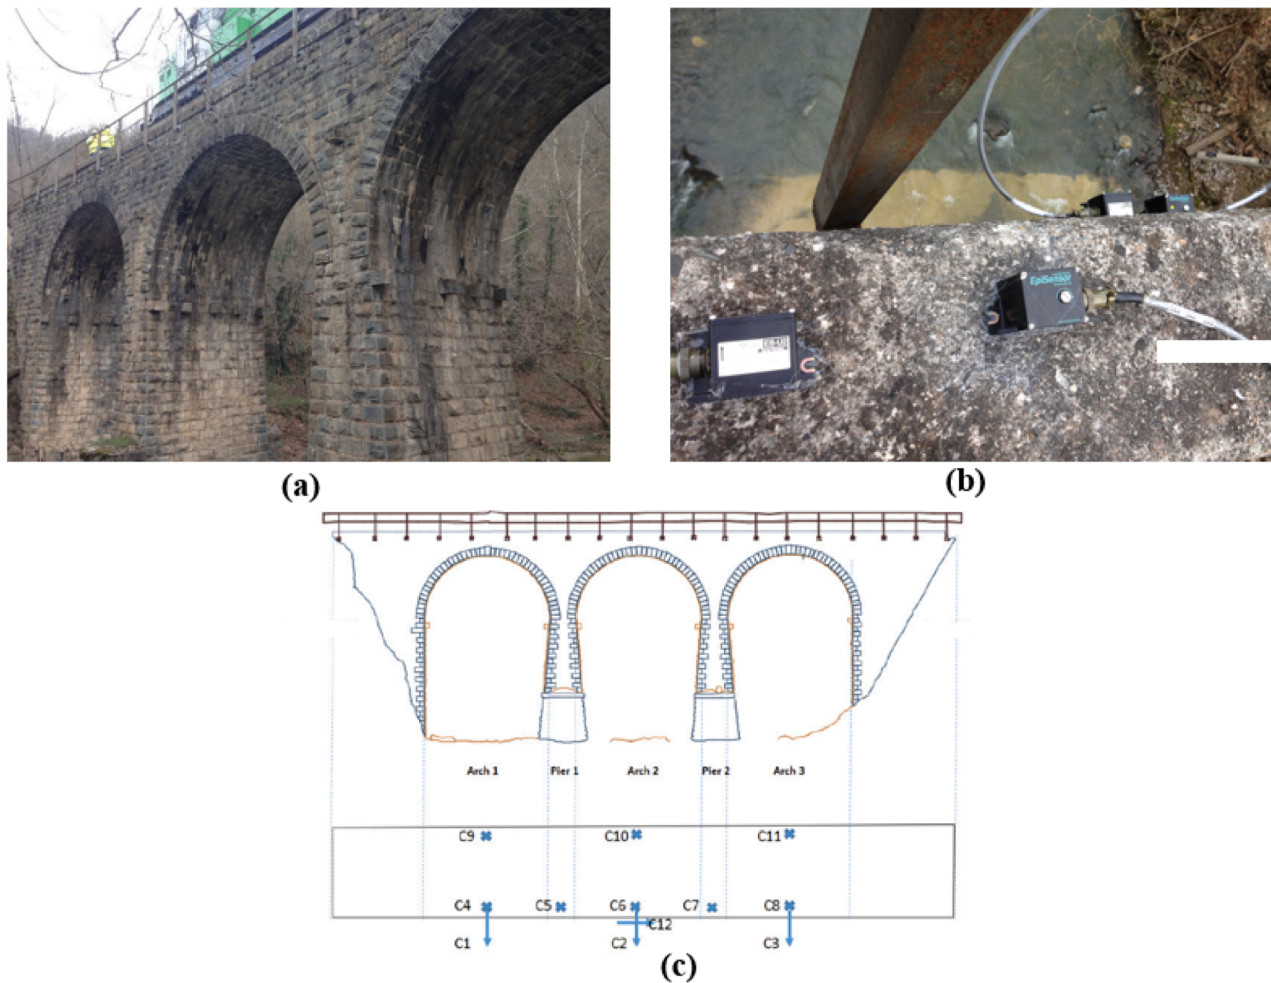 EpiSensor
EpiSensor
(a)
(b)
Arch 1
Pier 1
Arch 2
Pier 2
Arch 3
C9
C10
C11
C4
C5
C6
C7
C8
C12
C1
C2
C3
(c)